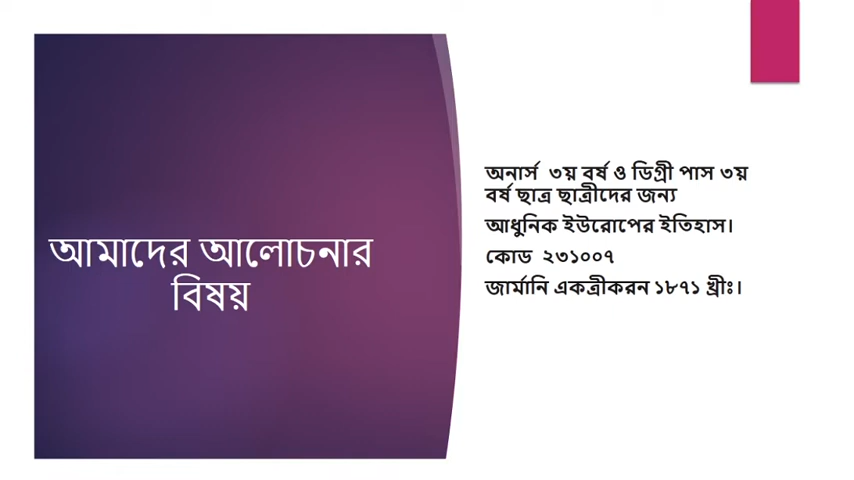 আমাদের আলোচনার
বিষয়
অনার্স ৩য় বর্ষ ও ডিগ্রী পাস ৩য়
বর্ষ ছাত্র ছাত্রীদের জন্য
আধুনিক ইউরোপের ইতিহাস।
কোড ২৩১০০৭
জার্মানি একত্রীকরন ১৮৭১ খ্রীঃ।